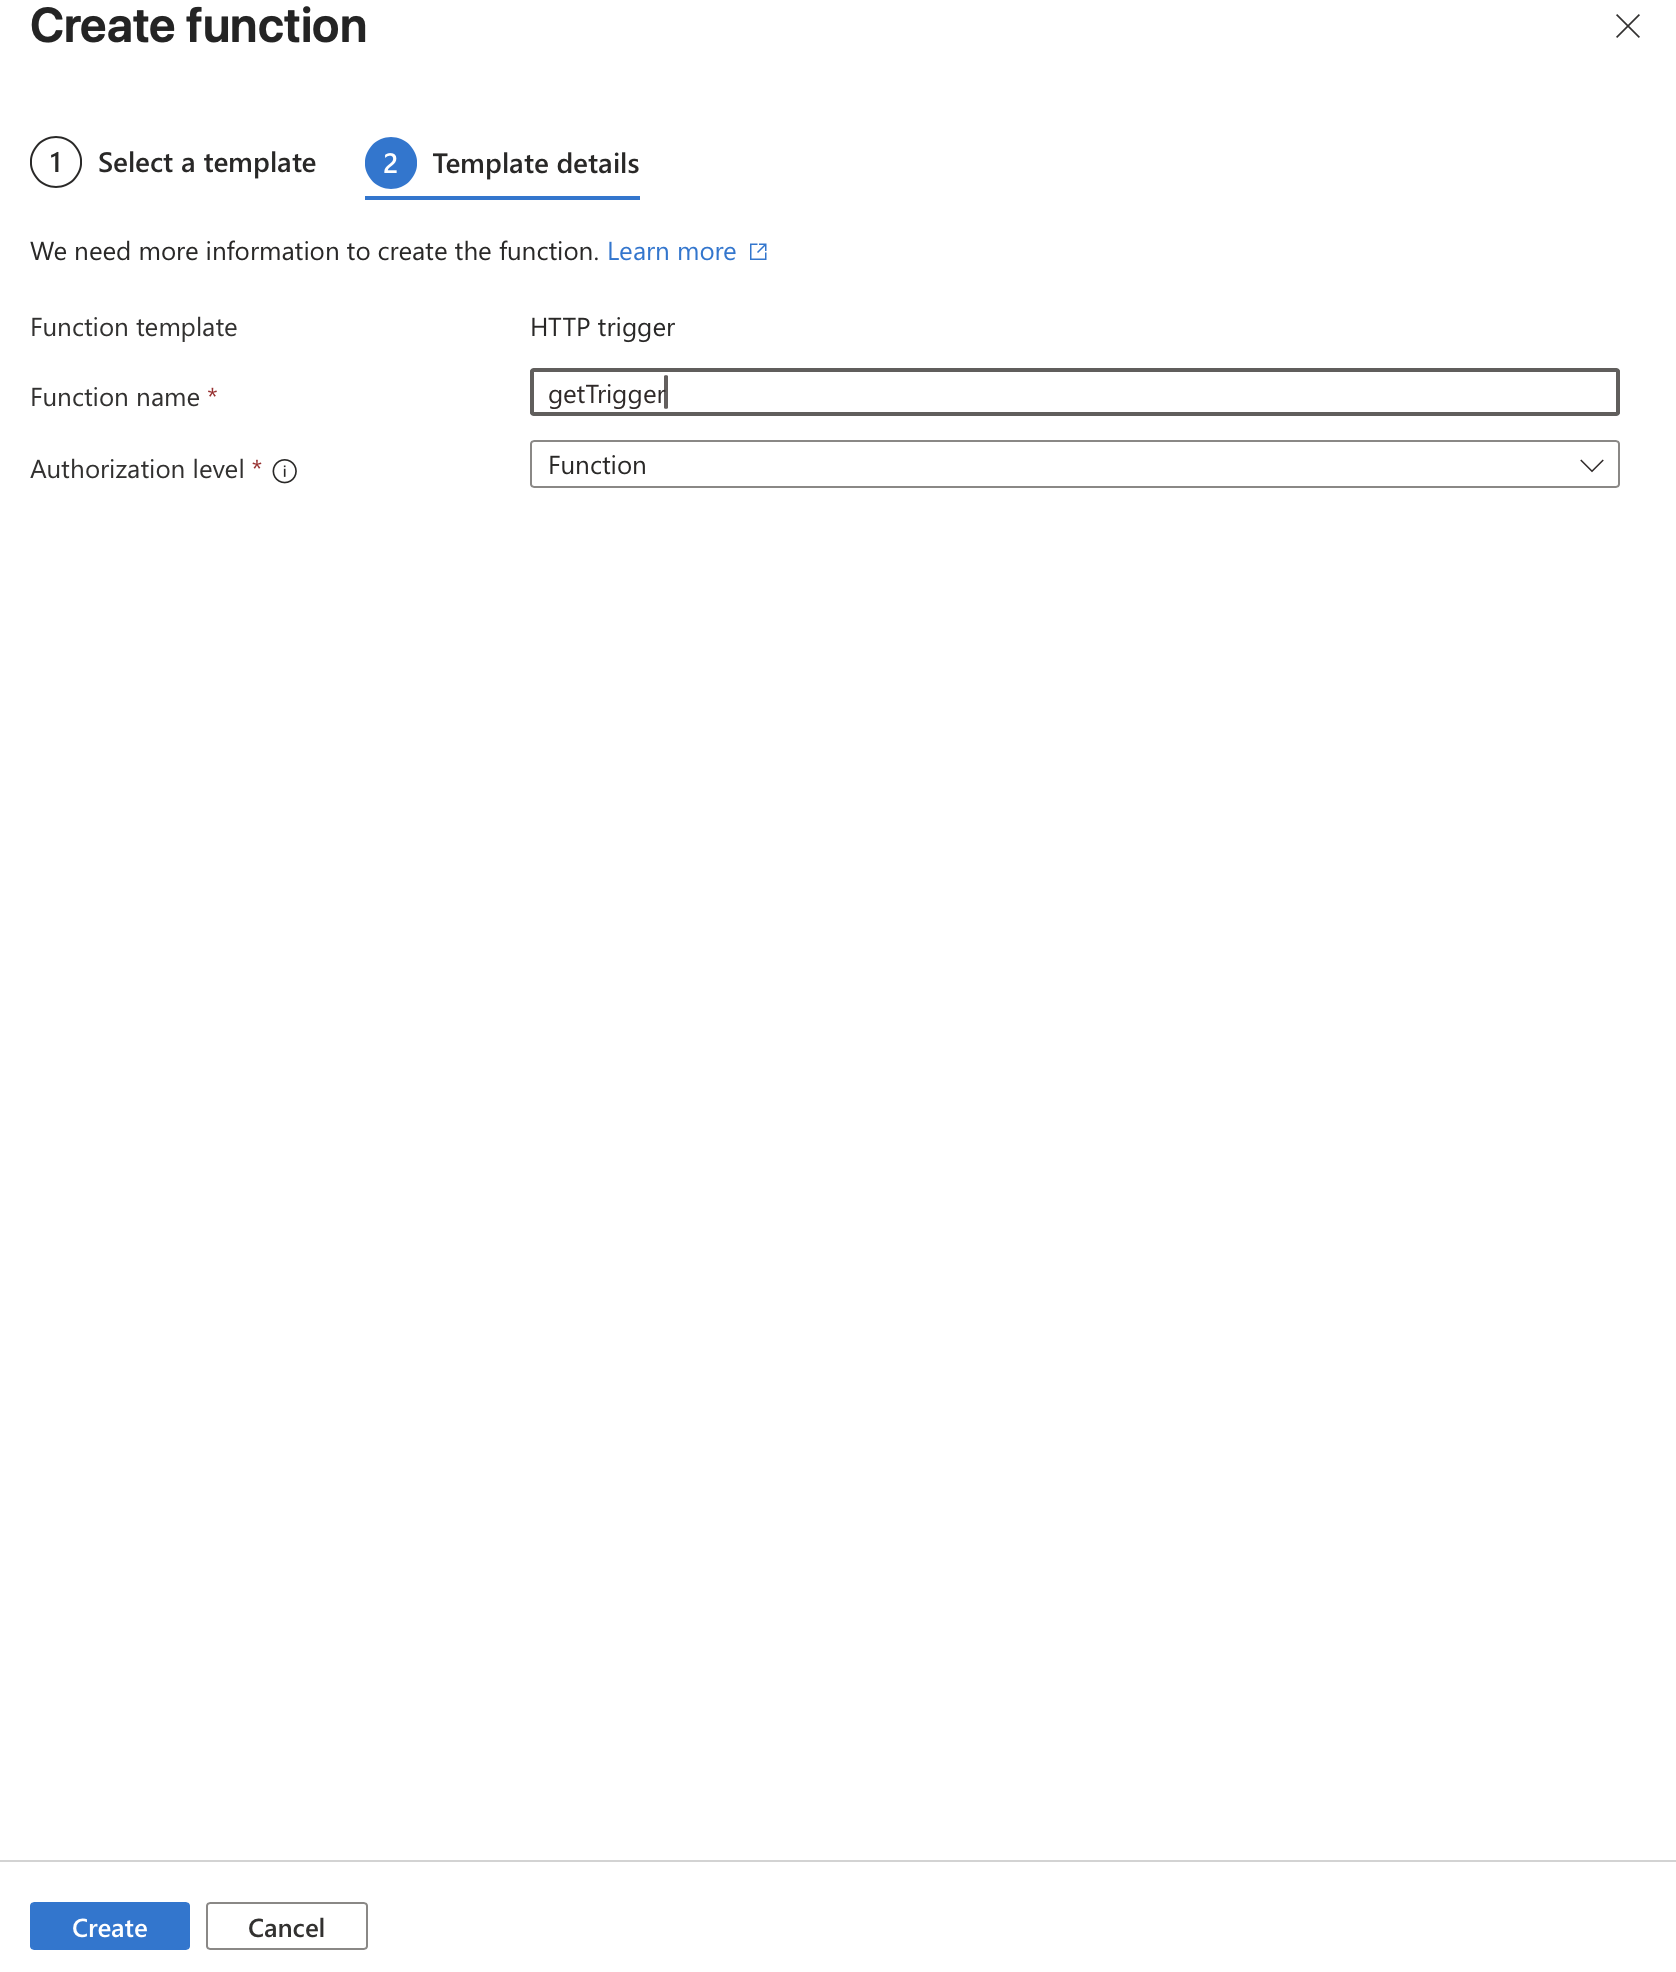 Create function
1 Select a template 2 Template details
We need more information to create the function. Learn more
Function template HTTP trigger
Function name * getTrigger
Authorization level * Function
Create Cancel